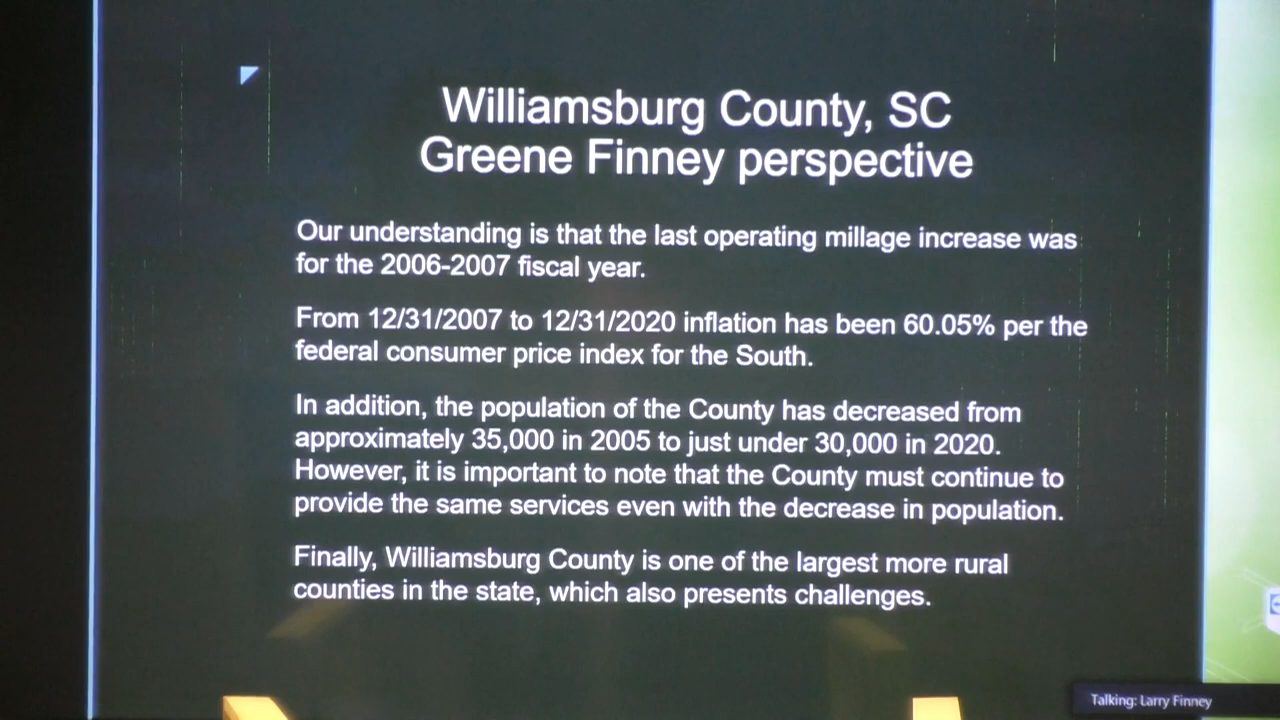 Williamsburg County, SC
Greene Finney perspective
Our understanding is that the last operating millage increase was
for the 2006-2007 fiscal year.
From 12/31/2007 to 12/31/2020 inflation has been 60.05% per the
federal consumer price index for the South.
In addition, the population of the County has decreased from
approximately 35,000 in 2005 to just under 30,000 in 2020.
However, it is important to note that the County must continue to
provide the same services even with the decrease in population.
Finally, Williamsburg County is one of the largest more rural
counties in the state, which also presents challenges.
Talking: Larry Finney